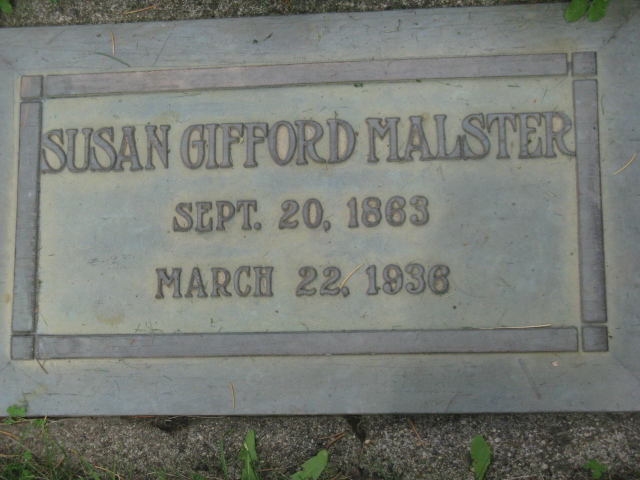 SUSAN GIFFORD MALSTER
SEPT. 20, 1863
MARCH 22, 1936